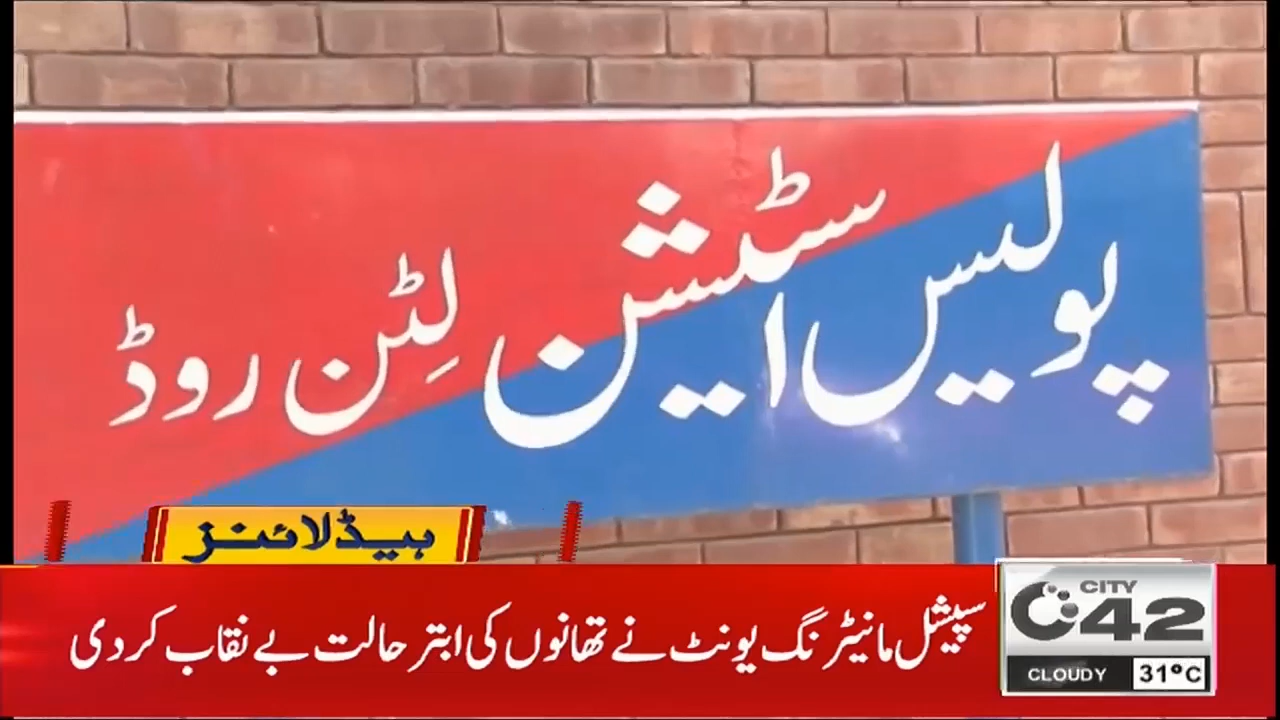 پولیس اسٹیشن لٹن روڈ
ہیڈلائنز
سپیشل مانیٹرنگ یونٹ نے تھانوں کی ابتر حالت بے نقاب کردی
CITY
42
CLOUDY 31°C